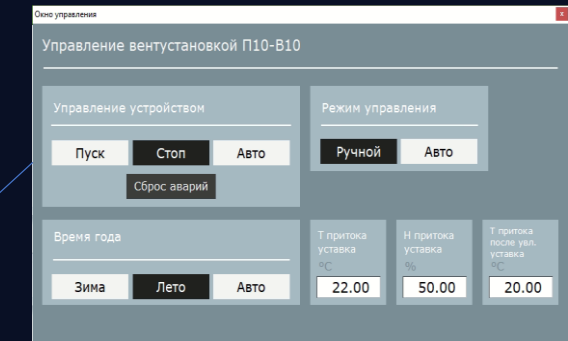 Окно управления
x
Управление вентустановкой П10-В10
Управление устройством
Пуск Стоп Авто
Сброс аварий
Режим управления
Ручной Авто
Время года
Зима Лето Авто
Т притока
уставка
°C
22.00
Н притока
уставка
%
50.00
Т притока
после увл.
уставка
°C
20.00